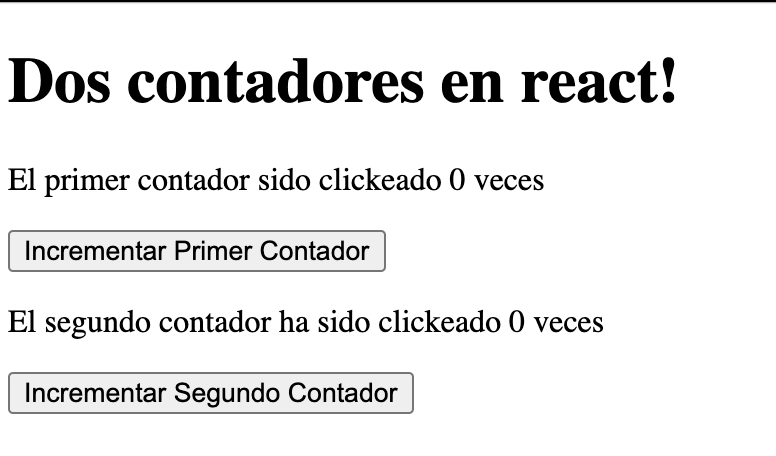 Dos contadores en react!
El primer contador sido clickeado 0 veces
Incrementar Primer Contador
El segundo contador ha sido clickeado 0 veces
Incrementar Segundo Contador